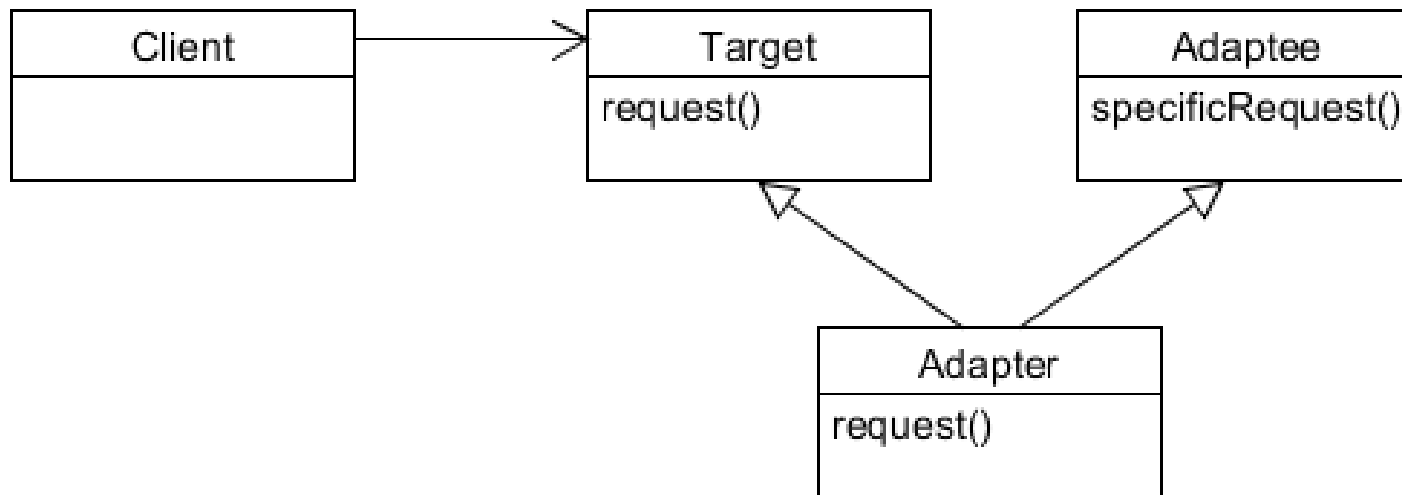 Client
Target
request()
Adaptee
specificRequest()
Adapter
request()